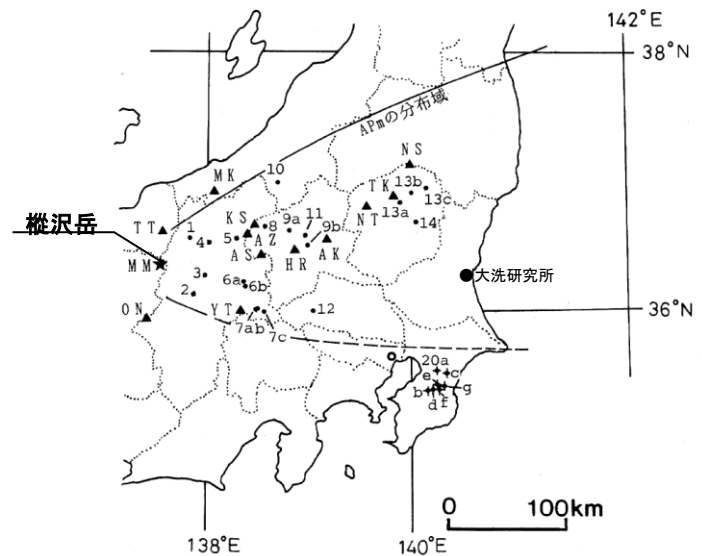 142°E
38°N
APmの分布域
NS
MK
10
TK
13b
13c
13a
NT
14
TT
1
4
KS
5
8
AZ
9a
11
9b
AS
HR
AK
樅沢岳
MM
大洗研究所
3
2
6a
6b
ON
YT
7ab
7c
12
36°N
20a
e
c
b
d
f
g
0
100km
138°E
140°E